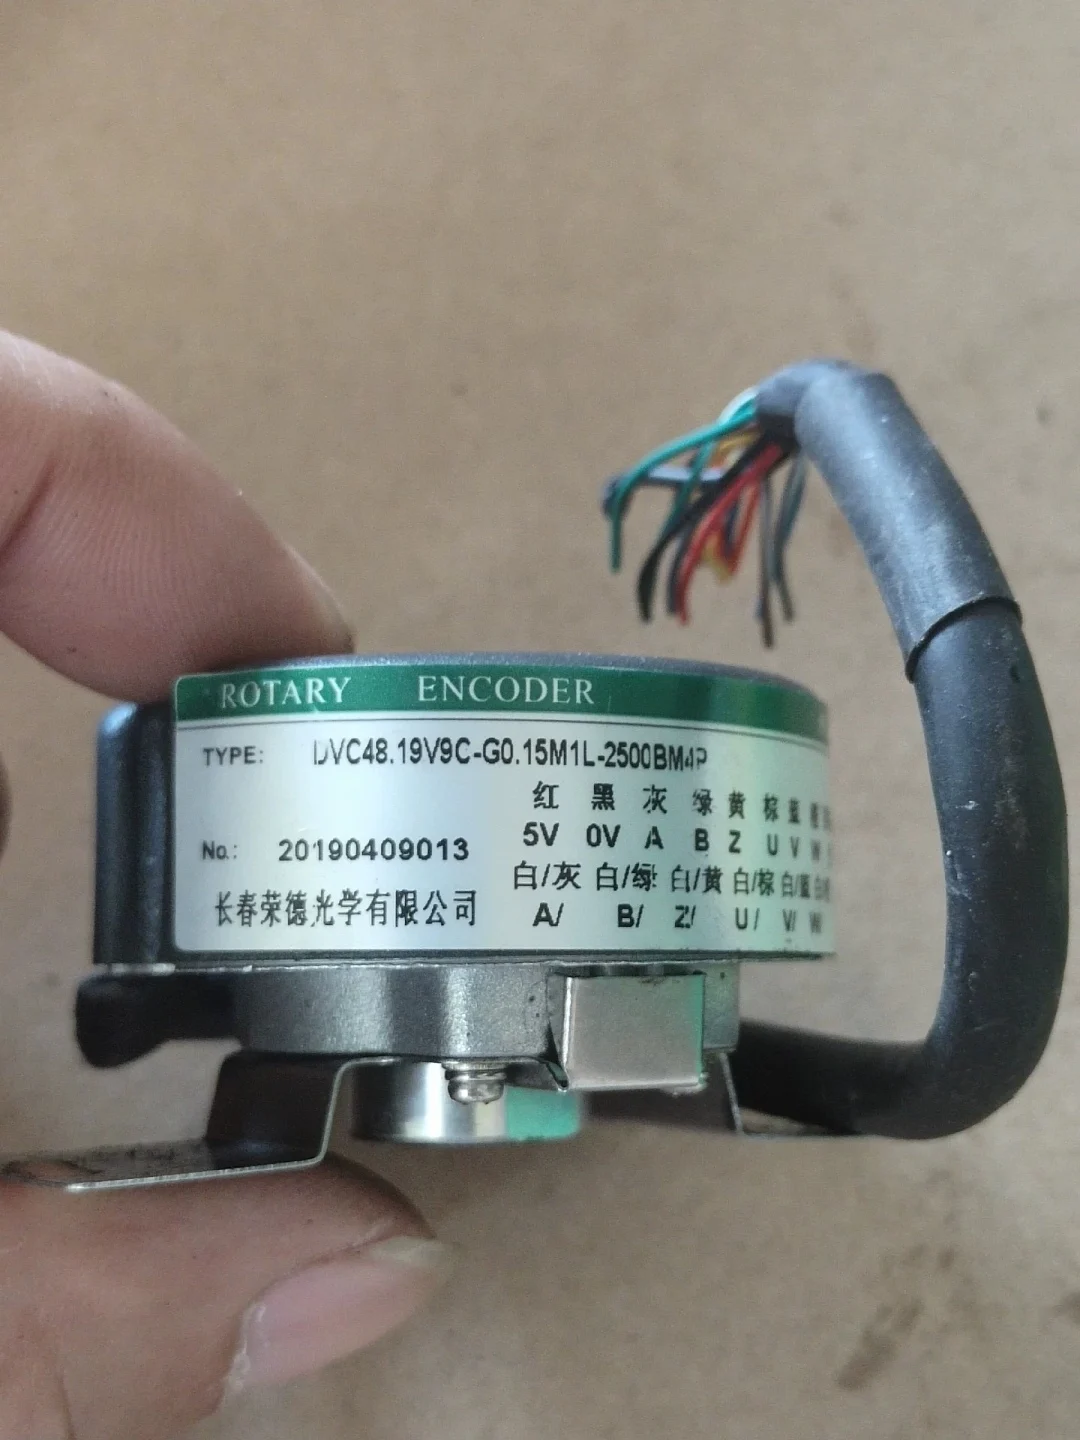 ROTARY ENCODER
TYPE: DVC48.19V9C-G0.15M1L-2500BM4P
红 黑 灰 绿 黄 棕 蓝
5V 0V A B Z U V W
No.: 20190409013
白/灰 白/绿 白/黄 白/棕 白/蓝
长春荣德光学有限公司
A/ B/ Z/ U/ V/ W